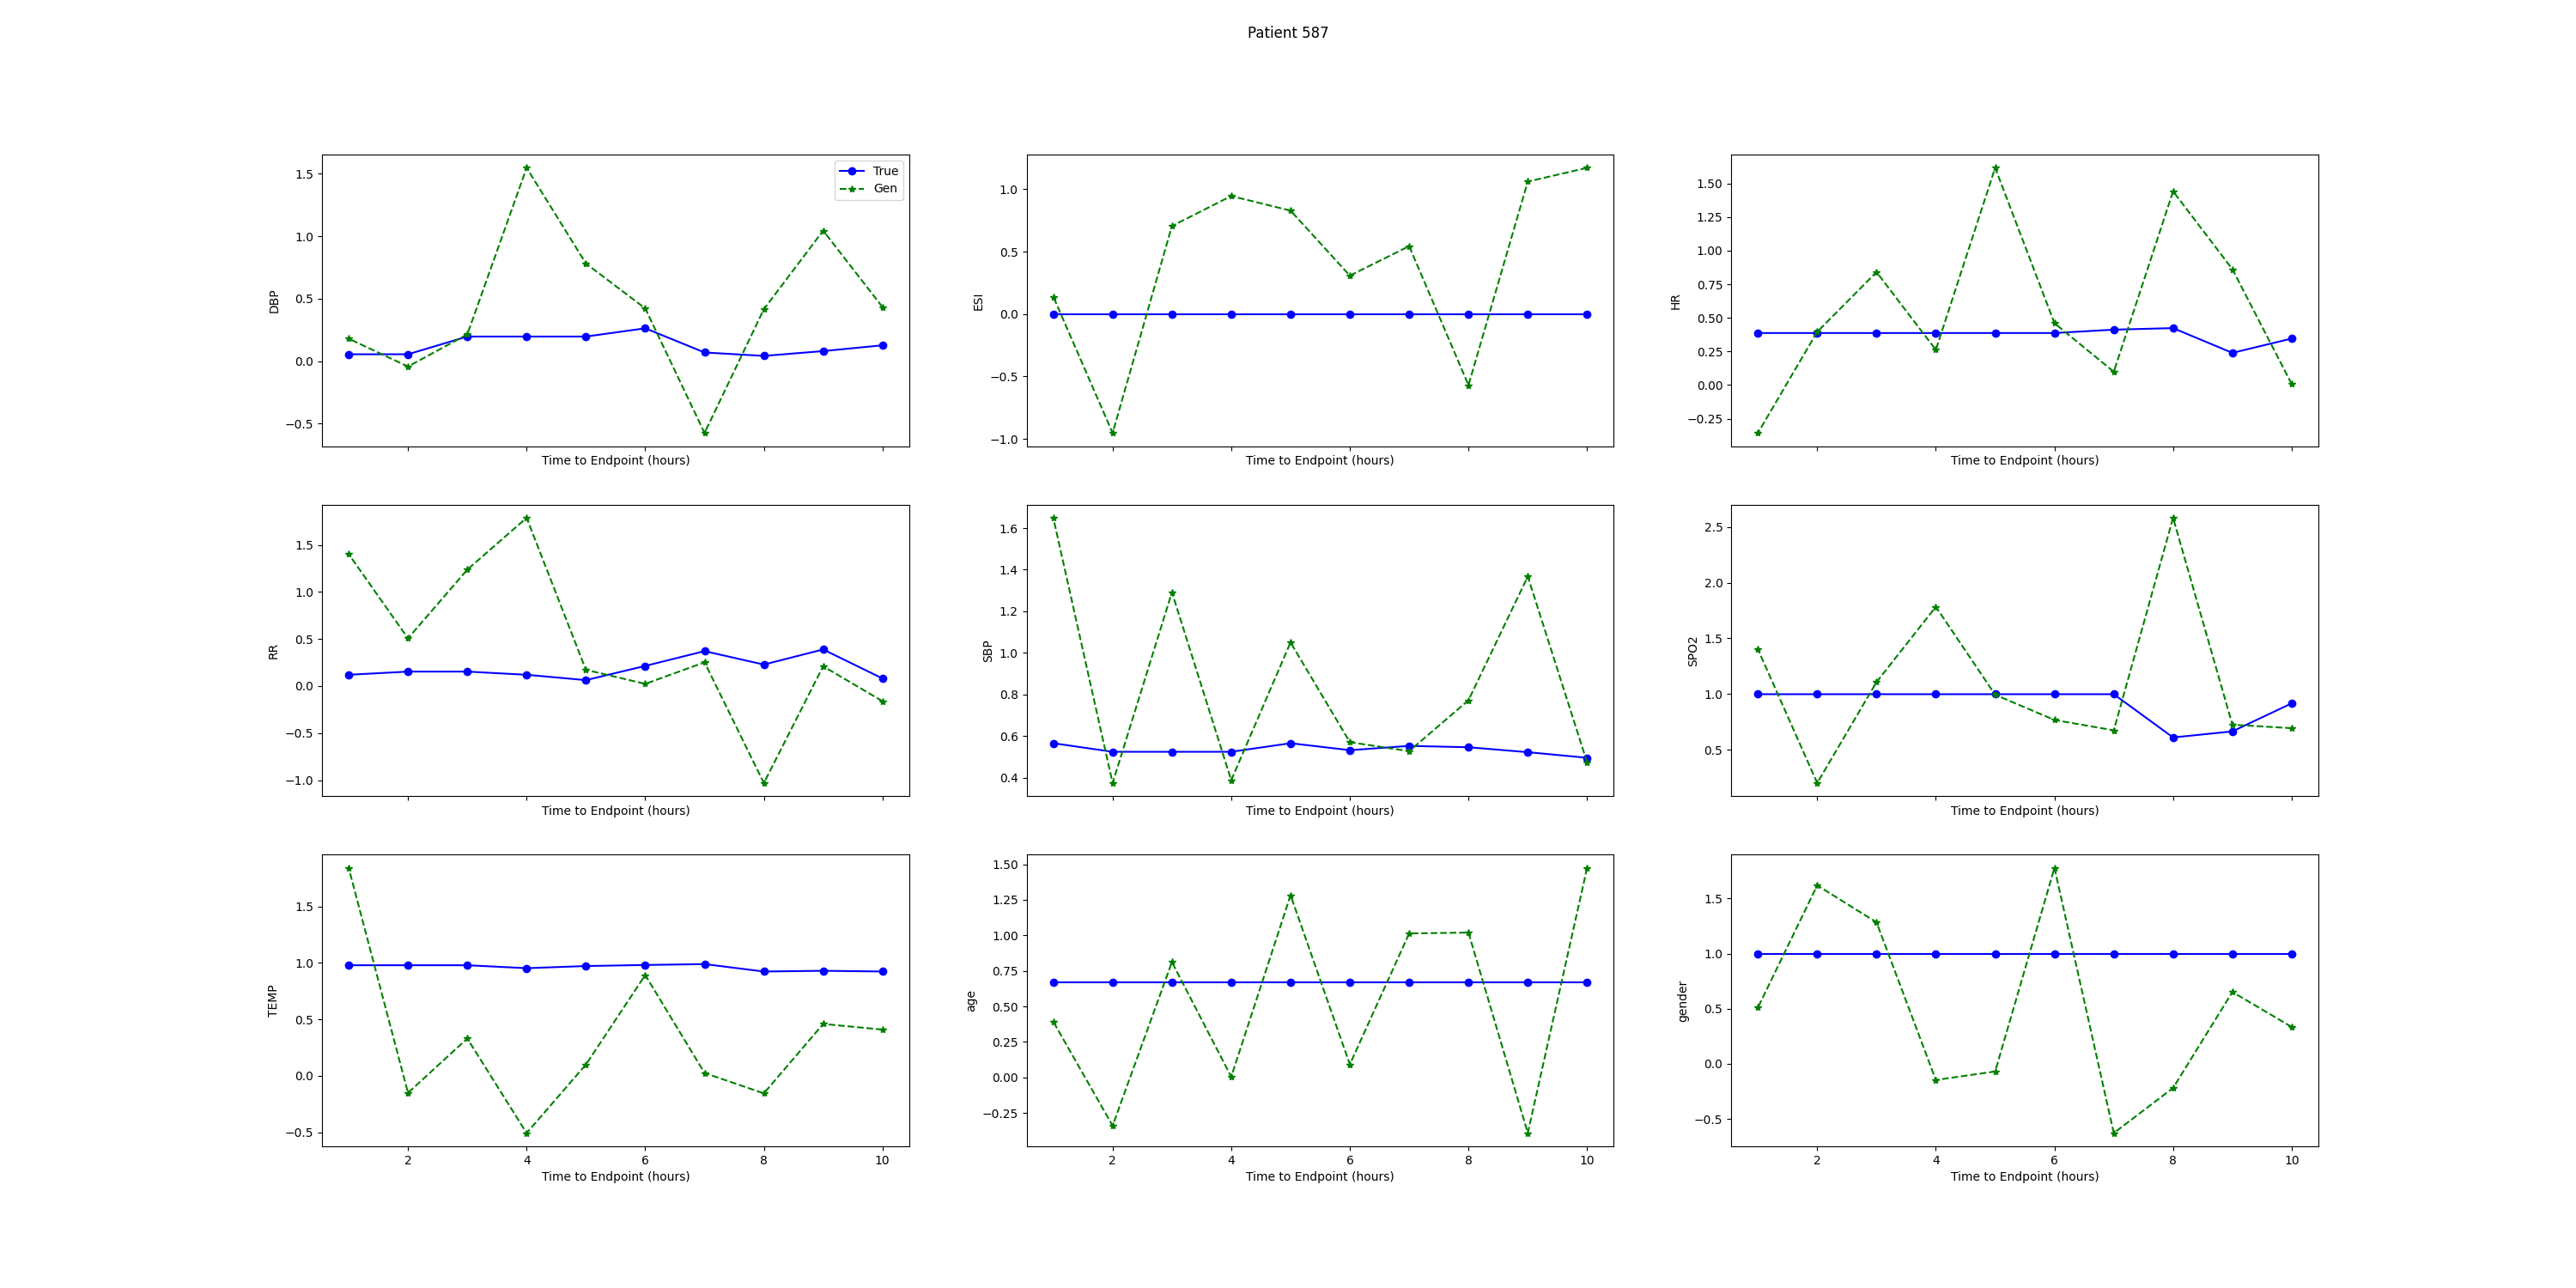 Patient 587
DBP
1.5
1.0
0.5
0.0
−0.5
True
Gen
Time to Endpoint (hours)
ESI
1.0
0.5
0.0
−0.5
−1.0
Time to Endpoint (hours)
HR
1.50
1.25
1.00
0.75
0.50
0.25
0.00
−0.25
Time to Endpoint (hours)
RR
1.5
1.0
0.5
0.0
−0.5
−1.0
Time to Endpoint (hours)
SBP
1.6
1.4
1.2
1.0
0.8
0.6
0.4
Time to Endpoint (hours)
SPO2
2.5
2.0
1.5
1.0
0.5
Time to Endpoint (hours)
TEMP
1.5
1.0
0.5
0.0
−0.5
2 4 6 8 10
Time to Endpoint (hours)
age
1.50
1.25
1.00
0.75
0.50
0.25
0.00
−0.25
2 4 6 8 10
Time to Endpoint (hours)
gender
1.5
1.0
0.5
0.0
−0.5
2 4 6 8 10
Time to Endpoint (hours)